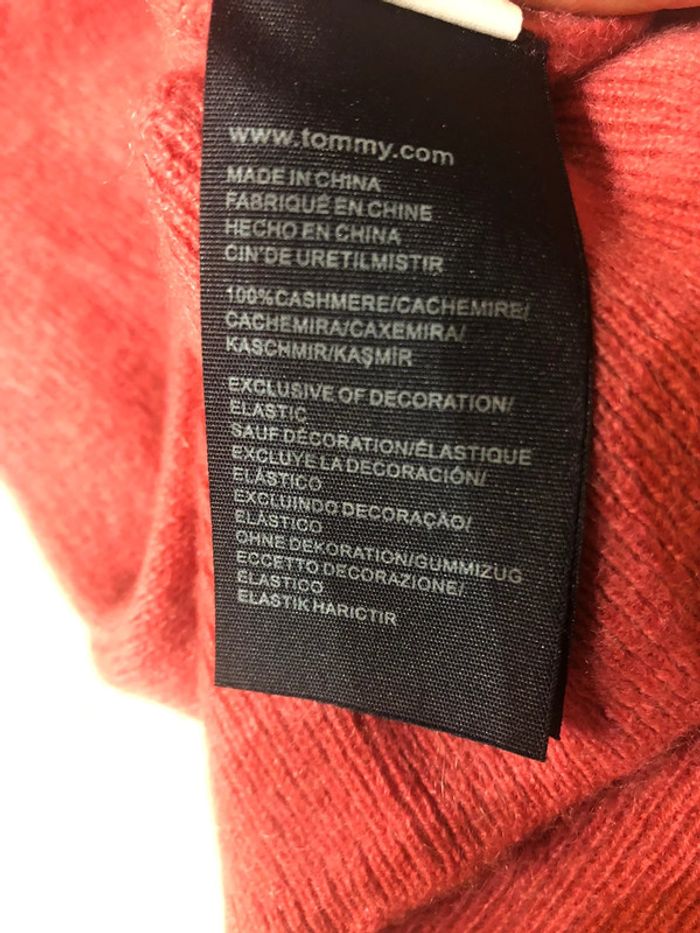 www.tommy.com
MADE IN CHINA
FABRIQUÉ EN CHINE
HECHO EN CHINA
CIN'DE URETILMISTIR
100%CASHMERE/CACHEMIRE/
CACHEMIRA/CAXEMIRA/
KASCHMIR/KAŞMIR
EXCLUSIVE OF DECORATION/
ELASTIC
SAUF DÉCORATION/ÉLASTIQUE
EXCLUYE LA DECORACIÓN/
ELÁSTICO
EXCLUINDO DECORAÇÃO/
ELÁSTICO
OHNE DEKORATION/GUMMIZUG
ECCETTO DECORAZIONE/
ELASTICO
ELASTIK HARICTIR